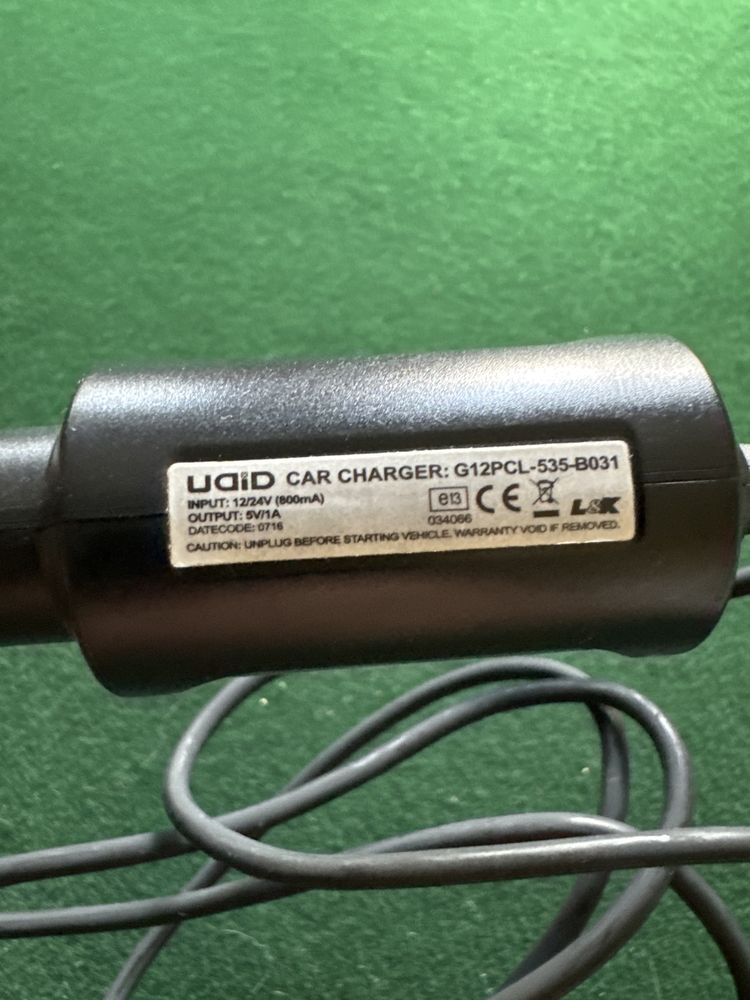 UAID CAR CHARGER: G12PCL-535-B031
INPUT: 12/24V (800mA)
OUTPUT: 5V/1A
DATECODE: 0716
e13
034066
CE
L&K
CAUTION: UNPLUG BEFORE STARTING VEHICLE. WARRANTY VOID IF REMOVED.